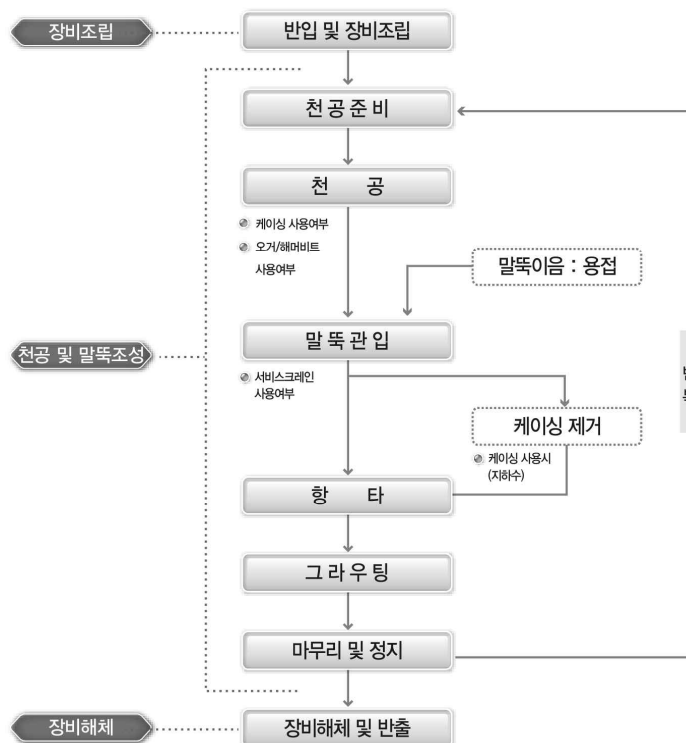 장비조립
반입 및 장비조립
천공준비
천 공
케이싱 사용여부
오거/해머비트
사용여부
말뚝이음 : 용접
말뚝관입
천공 및 말뚝조성
서비스크레인
사용여부
케이싱 제거
케이싱 사용시
(지하수)
항 타
그라우팅
마무리 및 정지
장비해체
장비해체 및 반출